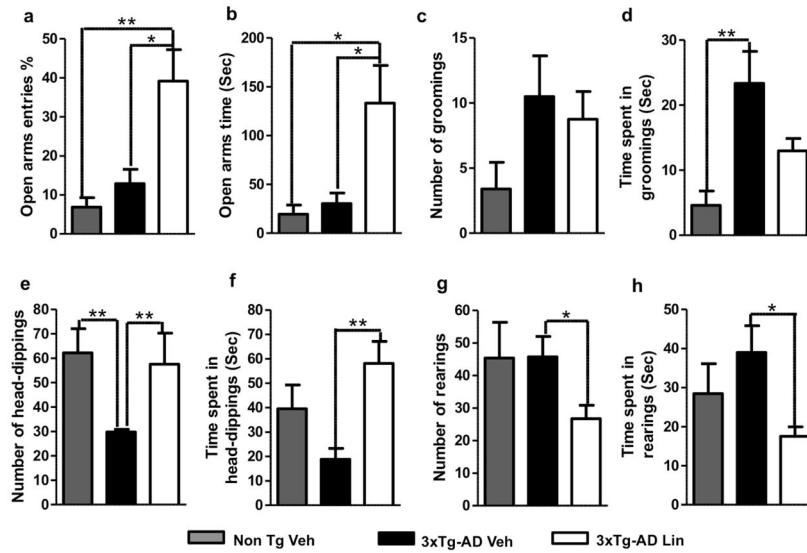 a
Open arms entries %
50
40
30
20
10
0
**
*
b
Open arms time (Sec)
200
150
100
50
0
*
*
c
Number of groomings
15
10
5
0
d
Time spent in
groomings (Sec)
30
20
10
0
**
e
Number of head-dippings
80
70
60
50
40
30
20
10
0
**
**
f
Time spent in
head-dippings (Sec)
80
70
60
50
40
30
20
10
0
**
g
Number of rearings
60
50
40
30
20
10
0
*
h
Time spent in
rearings (Sec)
50
40
30
20
10
0
*
Non Tg Veh
3xTg-AD Veh
3xTg-AD Lin